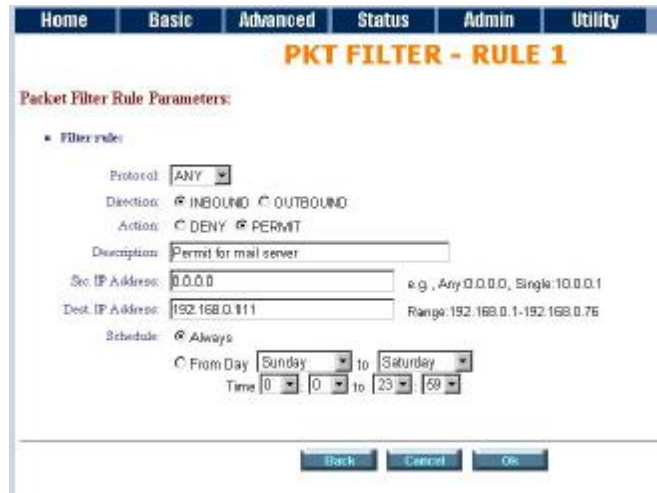 Home Basic Advanced Status Admin Utility
PKT FILTER - RULE 1
Packet Filter Rule Parameters:
Filter rule:
Protocol: ANY
Direction: INBOUND OUTBOUND
Action: DENY PERMIT
Description: Permit for mail server
Src. IP Address: 0.0.0.0 e.g., Any:0.0.0.0, Single:10.0.0.1
Dest. IP Address: 192.168.0.111 Range:192.168.0.1-192.168.0.76
Schedule: Always
From Day Sunday to Saturday
Time 0 : 0 to 23 : 59
Back Cancel Ok